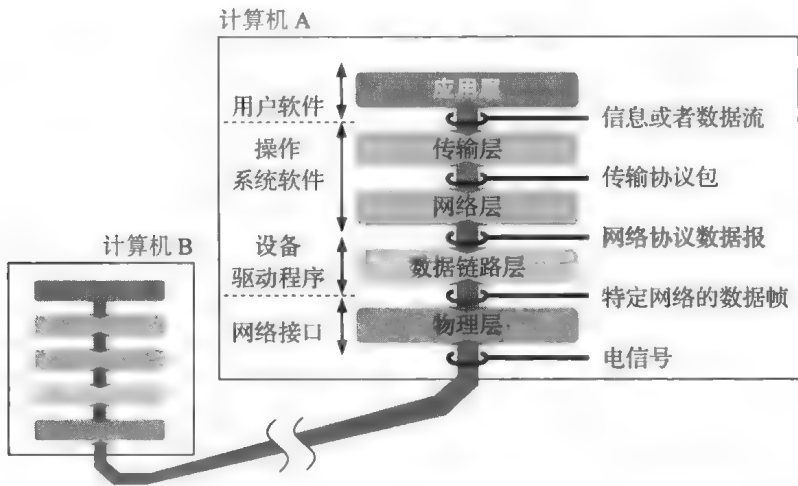 计算机 A
应用层
用户软件
信息或者数据流
操作
系统软件
传输层
传输协议包
网络层
网络协议数据报
计算机 B
设备
驱动程序
数据链路层
特定网络的数据帧
网络接口
物理层
电信号